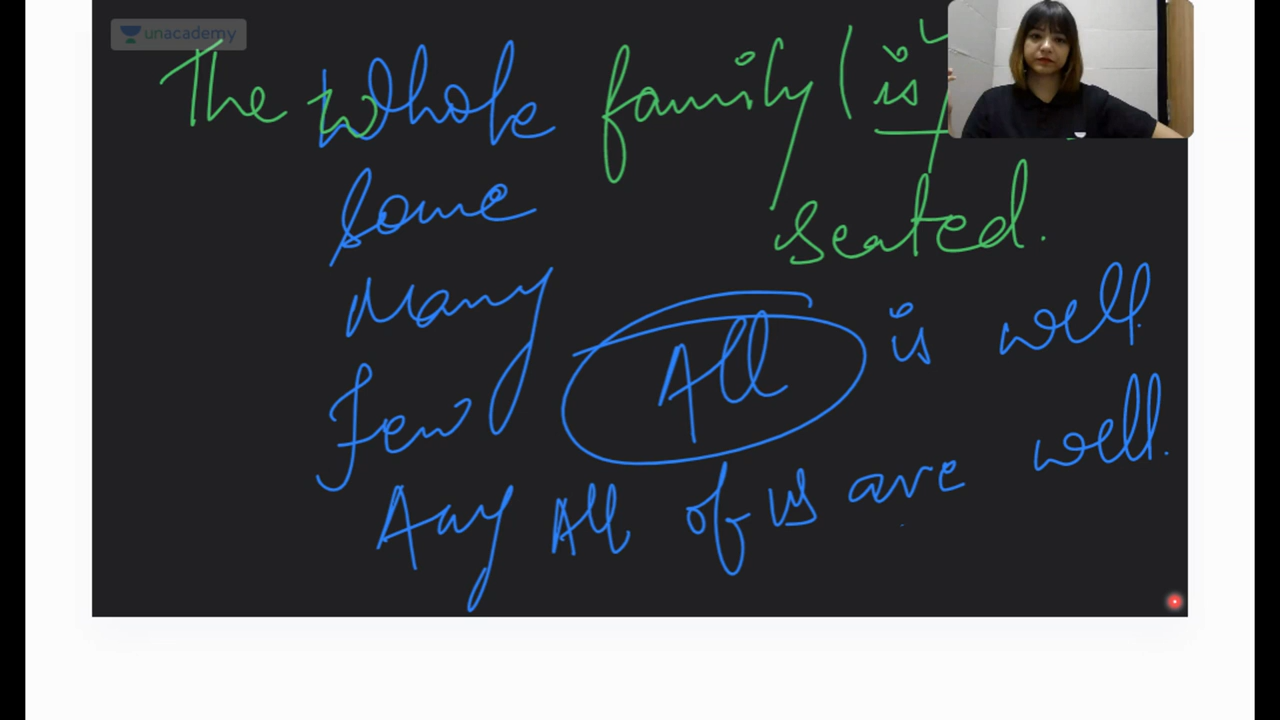 unacademy
The Whole family ( is
Some
seated.
Many
All is well
Few
Any All of us are well.